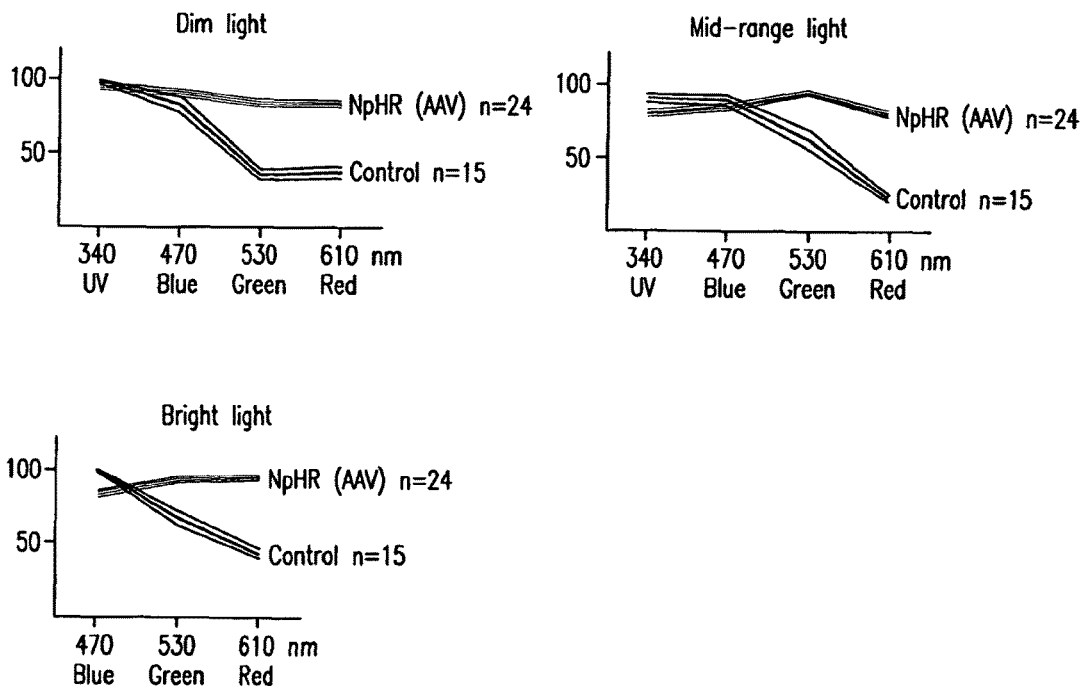 Dim light
100
50
NpHR (AAV) n=24
Control n=15
340 470 530 610 nm
UV Blue Green Red
Mid-range light
100
50
NpHR (AAV) n=24
Control n=15
340 470 530 610 nm
UV Blue Green Red
Bright light
100
50
NpHR (AAV) n=24
Control n=15
470 530 610 nm
Blue Green Red